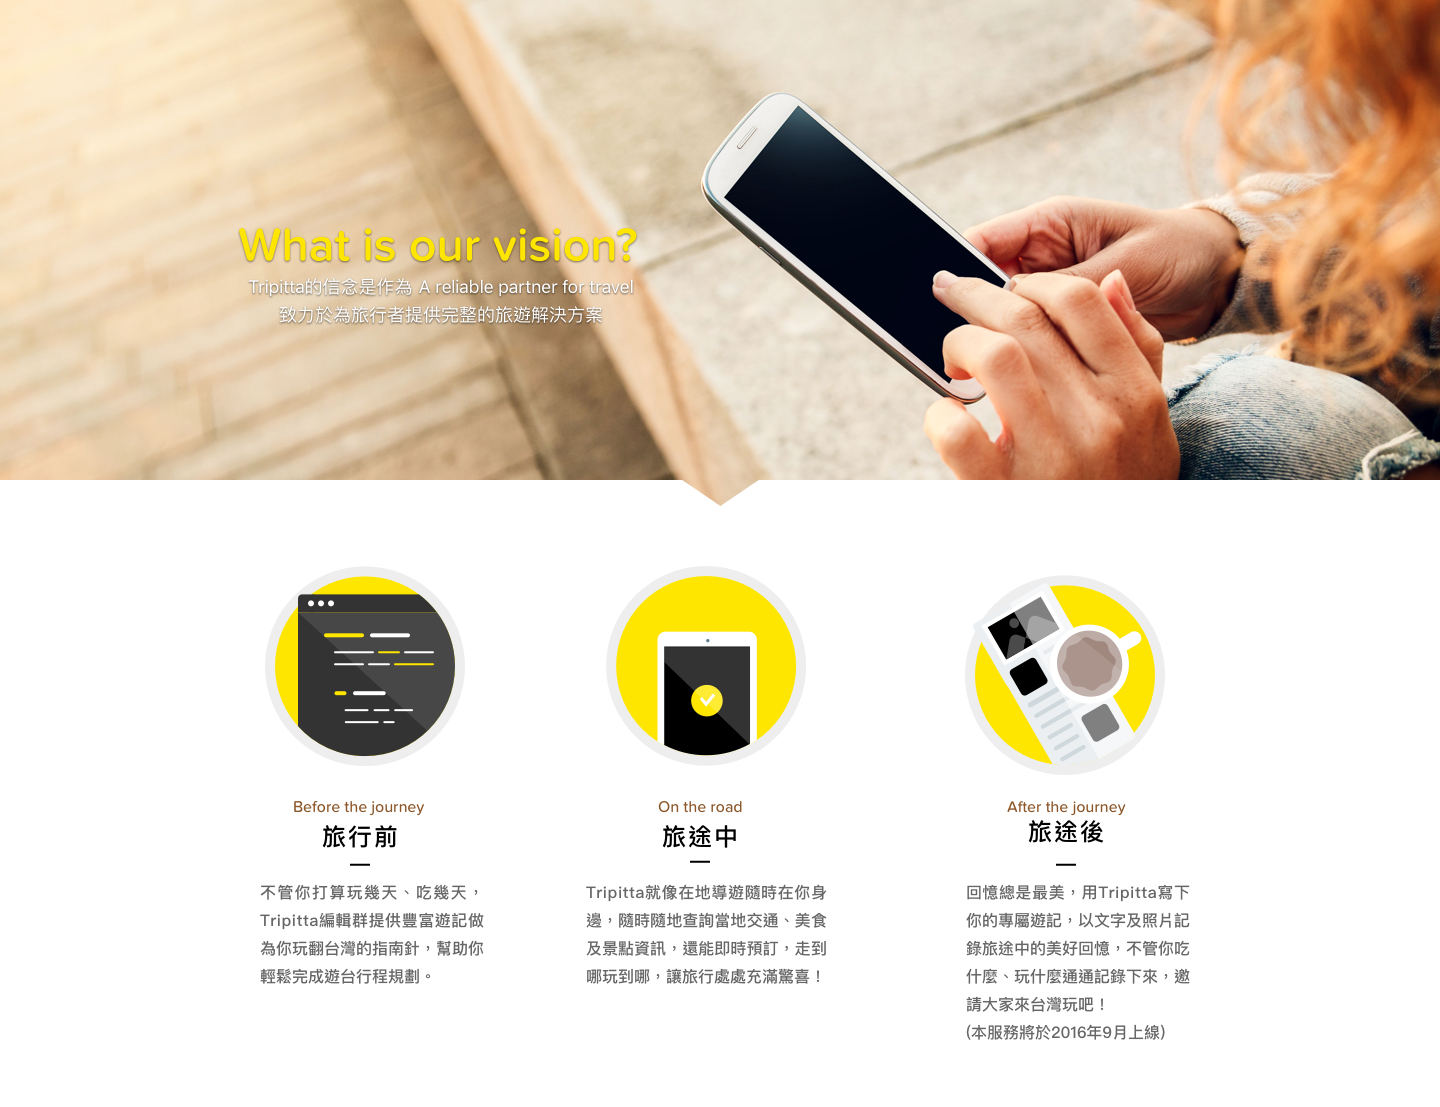 What is our vision?
Tripitta的信念是作為 A reliable partner for travel
致力於為旅行者提供完整的旅遊解決方案
Before the journey
旅行前
不管你打算玩幾天、吃幾天，
Tripitta編輯群提供豐富遊記做
為你玩翻台灣的指南針，幫助你
輕鬆完成遊台行程規劃。
On the road
旅途中
Tripitta就像在地導遊隨時在你身
邊，隨時隨地查詢當地交通、美食
及景點資訊，還能即時預訂，走到
哪玩到哪，讓旅行處處充滿驚喜！
After the journey
旅途後
回憶總是最美，用Tripitta寫下
你的專屬遊記，以文字及照片記
錄旅途中的美好回憶，不管你吃
什麼、玩什麼通通記錄下來，邀
請大家來台灣玩吧！
(本服務將於2016年9月上線)